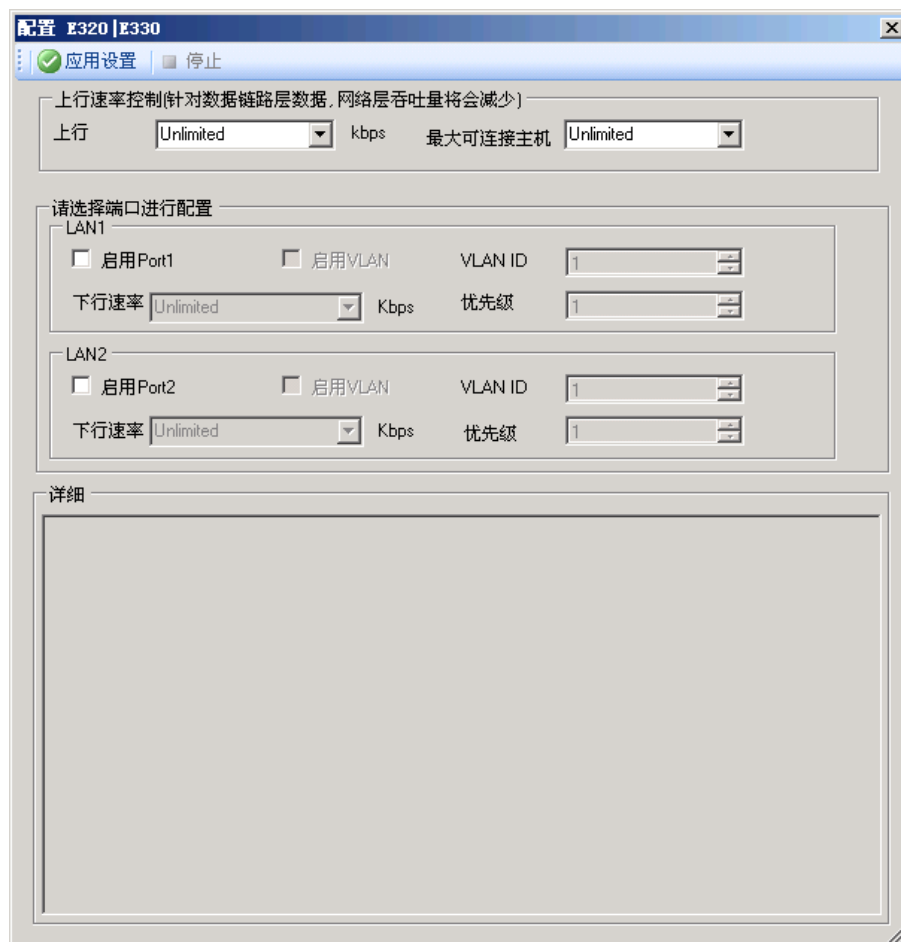 配置 E320|E330
应用设置 停止
上行速率控制(针对数据链路层数据,网络层吞吐量将会减少)
上行 Unlimited kbps 最大可连接主机 Unlimited
请选择端口进行配置
LAN1
启用Port1 启用VLAN VLAN ID 1
下行速率 Unlimited Kbps 优先级 1
LAN2
启用Port2 启用VLAN VLAN ID 1
下行速率 Unlimited Kbps 优先级 1
详细